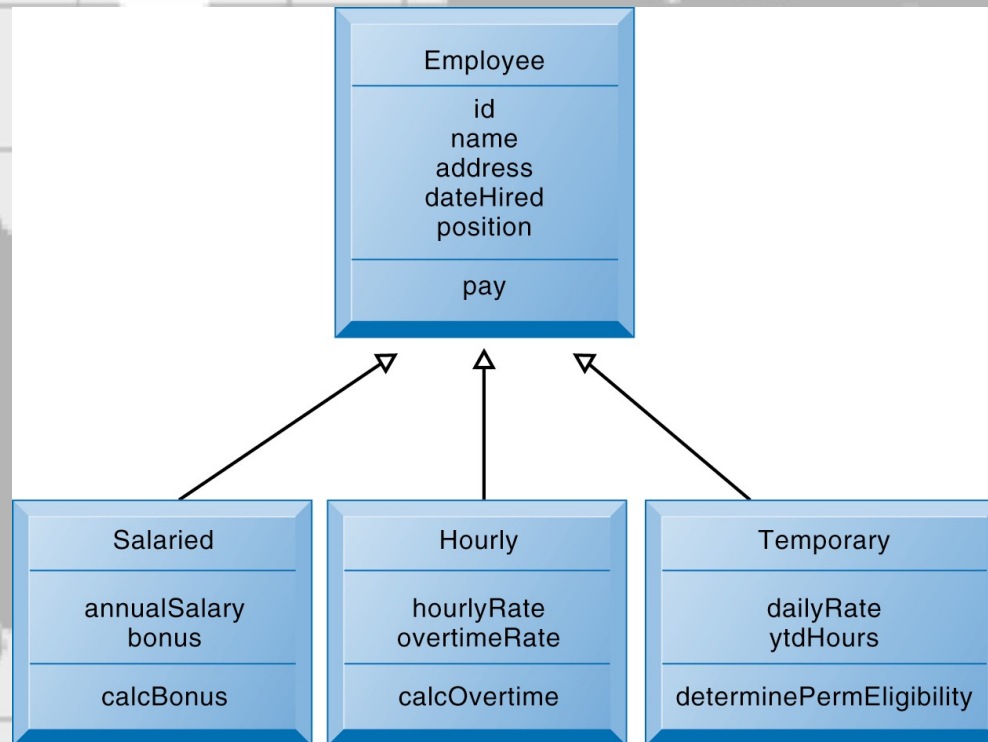 Employee
id
name
address
dateHired
position
pay
Salaried
annualSalary
bonus
calcBonus
Hourly
hourlyRate
overtimeRate
calcOvertime
Temporary
dailyRate
ytdHours
determinePermEligibility